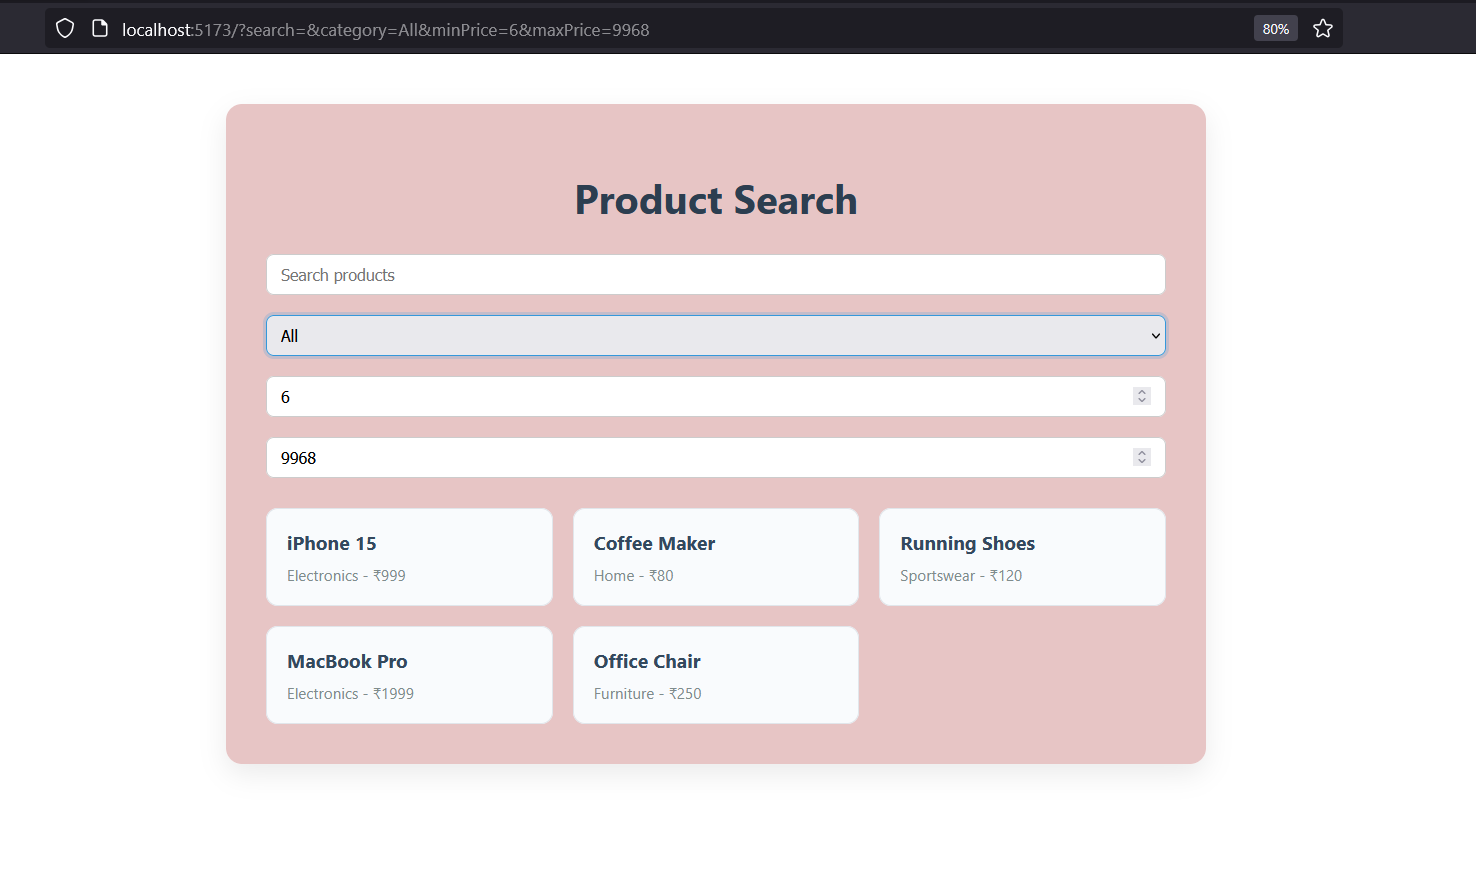 localhost:5173/?search=&category=All&minPrice=6&maxPrice=9968
80%
Product Search
Search products
All
6
9968
iPhone 15
Electronics - ₹999
Coffee Maker
Home - ₹80
Running Shoes
Sportswear - ₹120
MacBook Pro
Electronics - ₹1999
Office Chair
Furniture - ₹250